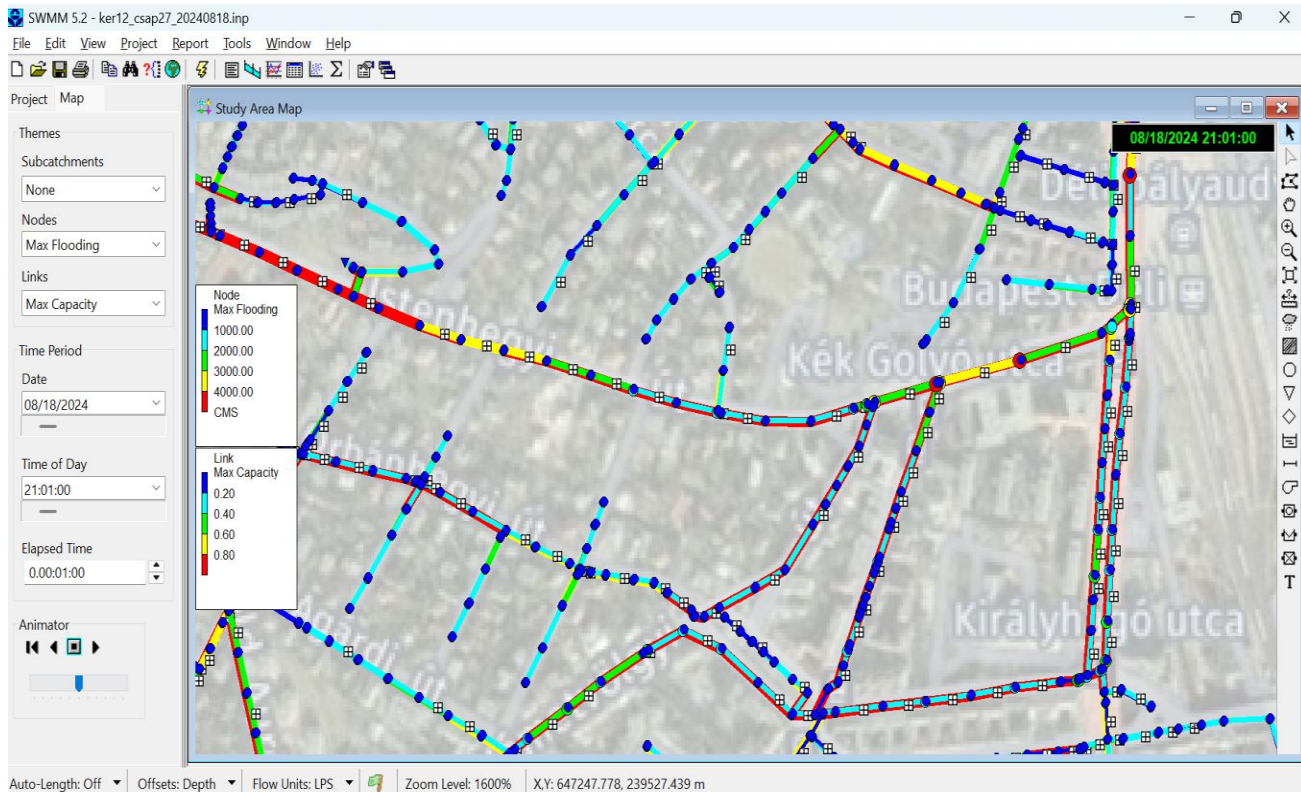 SWMM 5.2 - ker12_csap27_20240818.inp
File Edit View Project Report Tools Window Help
Project Map
Study Area Map
08/18/2024 21:01:00
Themes
Subcatchments
None
Nodes
Max Flooding
Links
Max Capacity
Time Period
Date
08/18/2024
Time of Day
21:01:00
Elapsed Time
0.00:01:00
Animator
Node
Max Flooding
1000.00
2000.00
3000.00
4000.00
CMS
Link
Max Capacity
0.20
0.40
0.60
0.80
Budapest
Kék Golyó utca
T
Auto-Length: Off Offsets: Depth Flow Units: LPS Zoom Level: 1600% X,Y: 647247.778, 239527.439 m